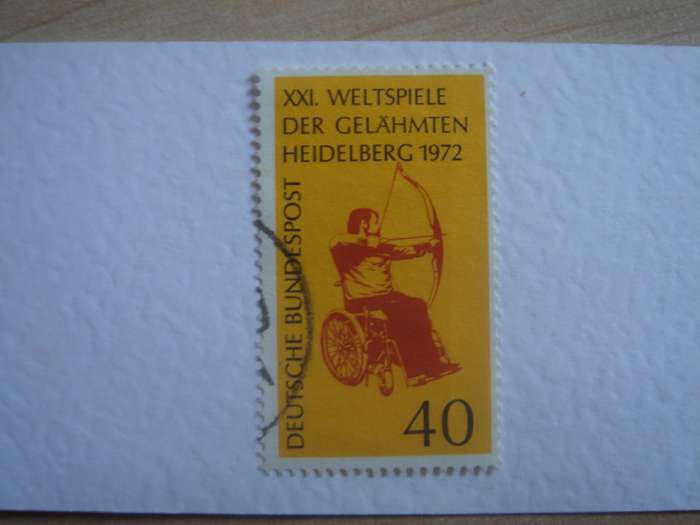 XXI. WELTSPIELE
DER GELÄHMTEN
HEIDELBERG 1972
DEUTSCHE BUNDESPOST
40